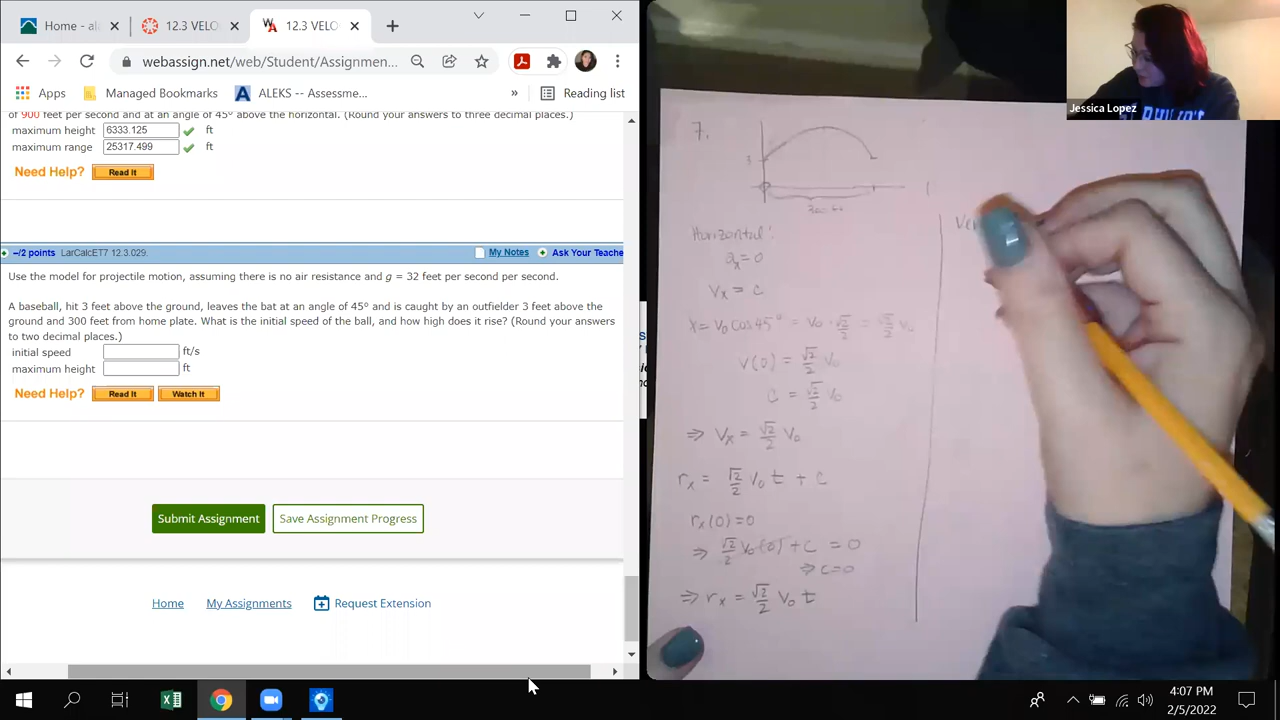 Home - al
12.3 VELO
12.3 VELO
webassign.net/web/Student/Assignmen...
Apps
Managed Bookmarks
ALEKS -- Assessme...
»
Reading list
of 900 feet per second and at an angle of 45° above the horizontal. (Round your answers to three decimal places.)
maximum height 6333.125 ft
maximum range 25317.499 ft
Need Help? Read It
–/2 points LarCalcET7 12.3.029.
My Notes
Ask Your Teache
Use the model for projectile motion, assuming there is no air resistance and g = 32 feet per second per second.
A baseball, hit 3 feet above the ground, leaves the bat at an angle of 45° and is caught by an outfielder 3 feet above the
ground and 300 feet from home plate. What is the initial speed of the ball, and how high does it rise? (Round your answers
to two decimal places.)
initial speed ft/s
maximum height ft
Need Help? Read It Watch It
Submit Assignment
Save Assignment Progress
Home
My Assignments
Request Extension
7.
3
300 ft
Horizontal:
aₓ = 0
vₓ = c
x = v₀ cos 45° = v₀ · √2/2 = √2/2 v₀
v(0) = √2/2 v₀
c = √2/2 v₀
⇒ vₓ = √2/2 v₀
rₓ = √2/2 v₀ t + c
rₓ(0) = 0
⇒ √2/2 v₀(0) + c = 0
⇒ c = 0
⇒ rₓ = √2/2 v₀ t
Ver
Jessica Lopez
4:07 PM
2/5/2022